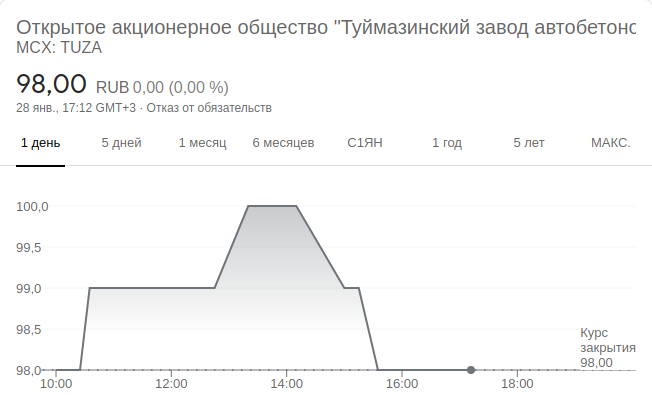 Открытое акционерное общество "Туймазинский завод автобетоно
MCX: TUZA
98,00 RUB 0,00 (0,00 %)
28 янв., 17:12 GMT+3 · Отказ от обязательств
1 день 5 дней 1 месяц 6 месяцев С1ЯН 1 год 5 лет МАКС.
100,0
99,5
99,0
98,5
98,0
Курс
закрытия
98,00
10:00 12:00 14:00 16:00 18:00